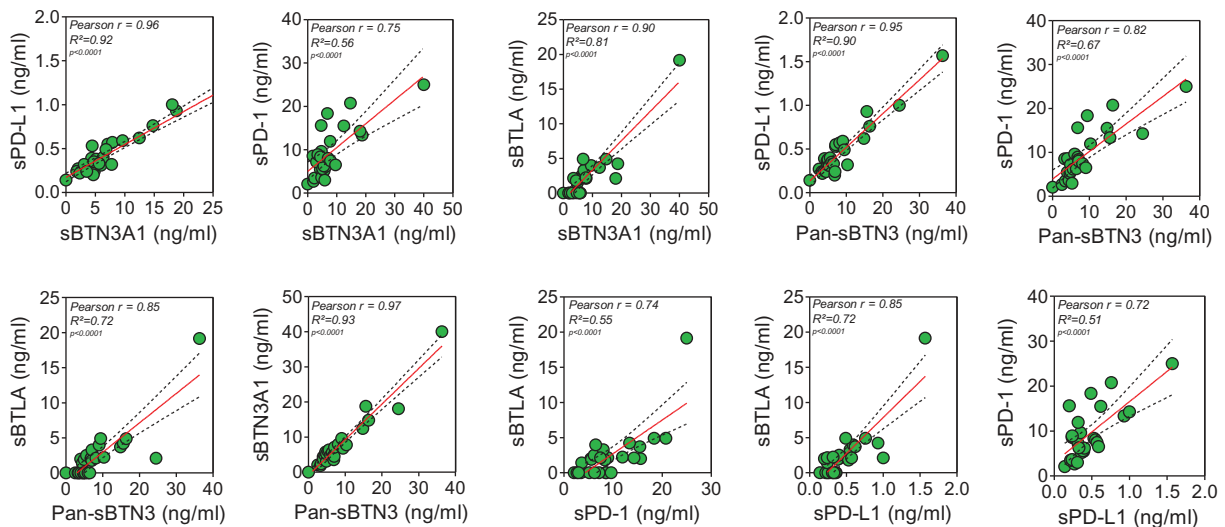 Pearson r = 0.96
R²=0.92
p<0.0001
sPD-L1 (ng/ml)
2.0
1.5
1.0
0.5
0.0
0 5 10 15 20 25
sBTN3A1 (ng/ml)
Pearson r = 0.75
R²=0.56
p<0.0001
sPD-1 (ng/ml)
40
30
20
10
0
0 10 20 30 40 50
sBTN3A1 (ng/ml)
Pearson r = 0.90
R²=0.81
p<0.0001
sBTLA (ng/ml)
25
20
15
10
5
0
0 10 20 30 40 50
sBTN3A1 (ng/ml)
Pearson r = 0.95
R²=0.90
p<0.0001
sPD-L1 (ng/ml)
2.0
1.5
1.0
0.5
0.0
0 10 20 30 40
Pan-sBTN3 (ng/ml)
Pearson r = 0.82
R²=0.67
p<0.0001
sPD-1 (ng/ml)
40
30
20
10
0
0 10 20 30 40
Pan-sBTN3 (ng/ml)
Pearson r = 0.85
R²=0.72
p<0.0001
sBTLA (ng/ml)
25
20
15
10
5
0
0 10 20 30 40
Pan-sBTN3 (ng/ml)
Pearson r = 0.97
R²=0.93
p<0.0001
sBTN3A1 (ng/ml)
50
40
30
20
10
0
0 10 20 30 40
Pan-sBTN3 (ng/ml)
Pearson r = 0.74
R²=0.55
p<0.0001
sBTLA (ng/ml)
25
20
15
10
5
0
0 10 20 30
sPD-1 (ng/ml)
Pearson r = 0.85
R²=0.72
p<0.0001
sBTLA (ng/ml)
25
20
15
10
5
0
0.0 0.5 1.0 1.5 2.0
sPD-L1 (ng/ml)
Pearson r = 0.72
R²=0.51
p<0.0001
sPD-1 (ng/ml)
40
30
20
10
0
0.0 0.5 1.0 1.5 2.0
sPD-L1 (ng/ml)